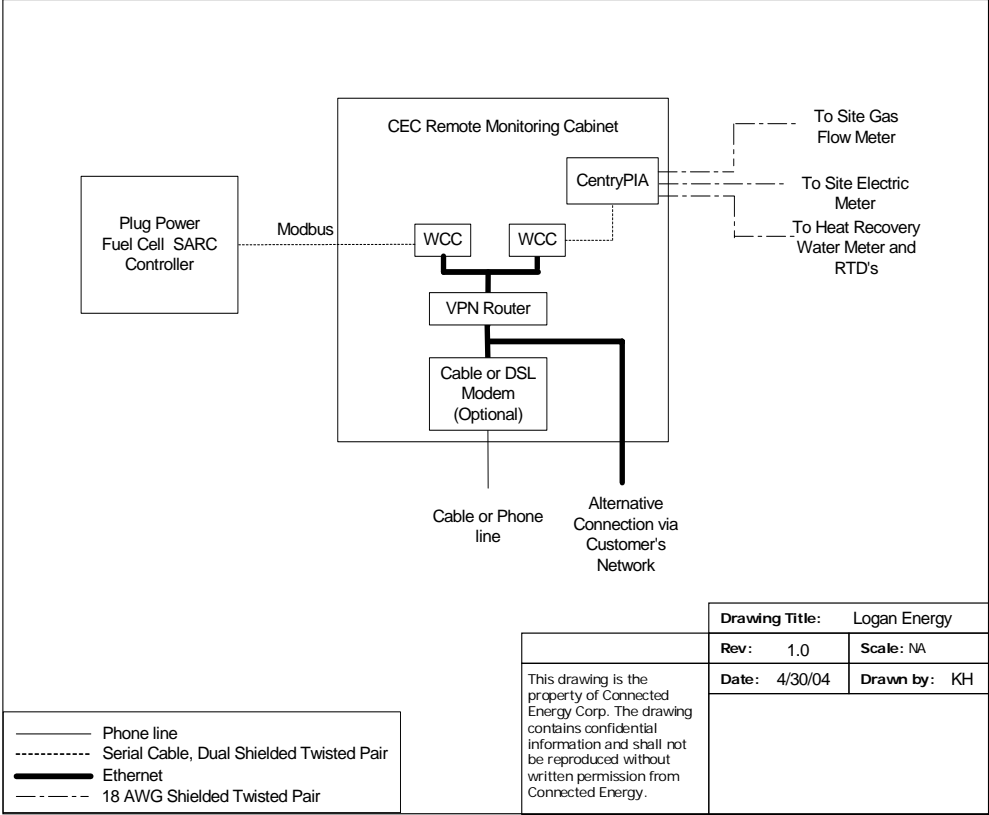 CEC Remote Monitoring Cabinet
To Site Gas
Flow Meter
CentryPIA
To Site Electric
Meter
To Heat Recovery
Water Meter and
RTD's
Plug Power
Fuel Cell SARC
Controller
Modbus
WCC
WCC
VPN Router
Cable or DSL
Modem
(Optional)
Cable or Phone
line
Alternative
Connection via
Customer's
Network
Drawing Title: Logan Energy
Rev: 1.0
Scale: NA
Date: 4/30/04
Drawn by: KH
This drawing is the
property of Connected
Energy Corp. The drawing
contains confidential
information and shall not
be reproduced without
written permission from
Connected Energy.
Phone line
Serial Cable, Dual Shielded Twisted Pair
Ethernet
18 AWG Shielded Twisted Pair